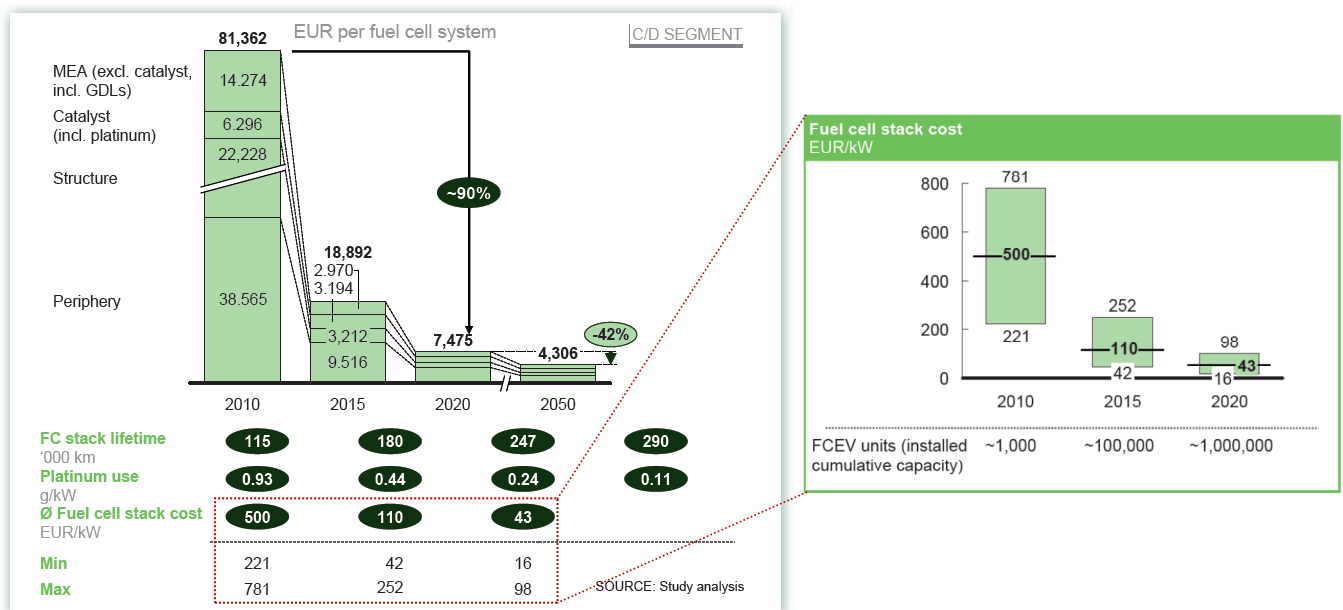 EUR per fuel cell system
C/D SEGMENT
81,362
MEA (excl. catalyst,
incl. GDLs)
14.274
Catalyst
(incl. platinum)
6.296
22,228
Structure
~90%
Periphery
38.565
18,892
2.970
3.194
3,212
9.516
7,475
-42%
4,306
2010 2015 2020 2050
FC stack lifetime
'000 km
115 180 247 290
Platinum use
g/kW
0.93 0.44 0.24 0.11
Ø Fuel cell stack cost
EUR/kW
500 110 43
Min 221 42 16
Max 781 252 98
SOURCE: Study analysis
Fuel cell stack cost
EUR/kW
800
600
400
200
0
781
500
221
252
110
42
98
43
16
2010 2015 2020
FCEV units (installed
cumulative capacity)
~1,000 ~100,000 ~1,000,000